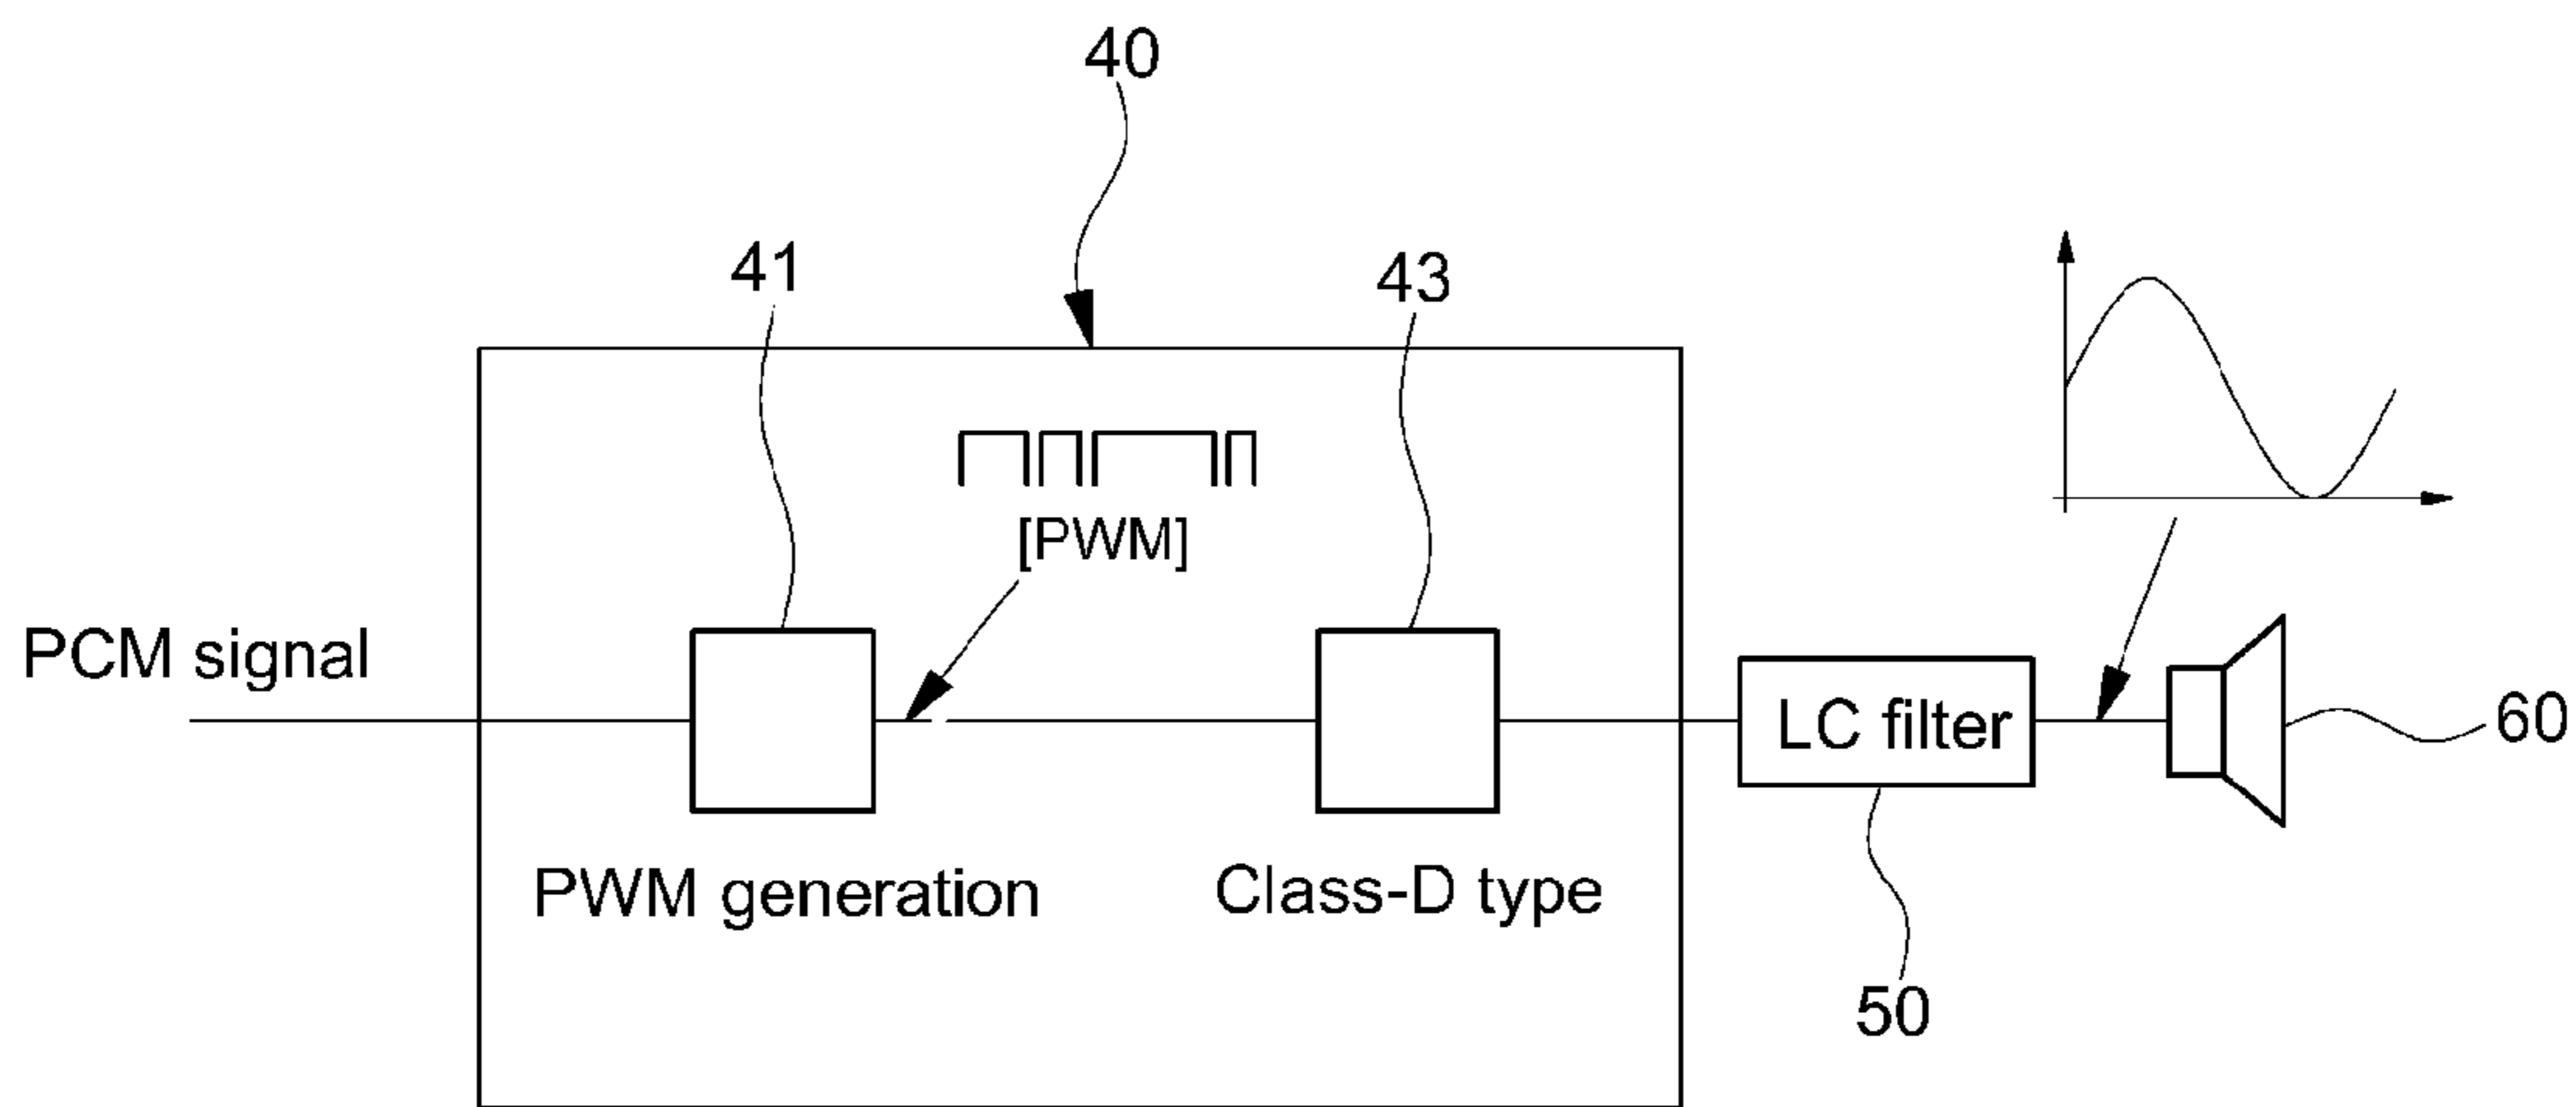 40
41
43
[PWM]
PCM signal
LC filter
60
PWM generation
Class-D type
50